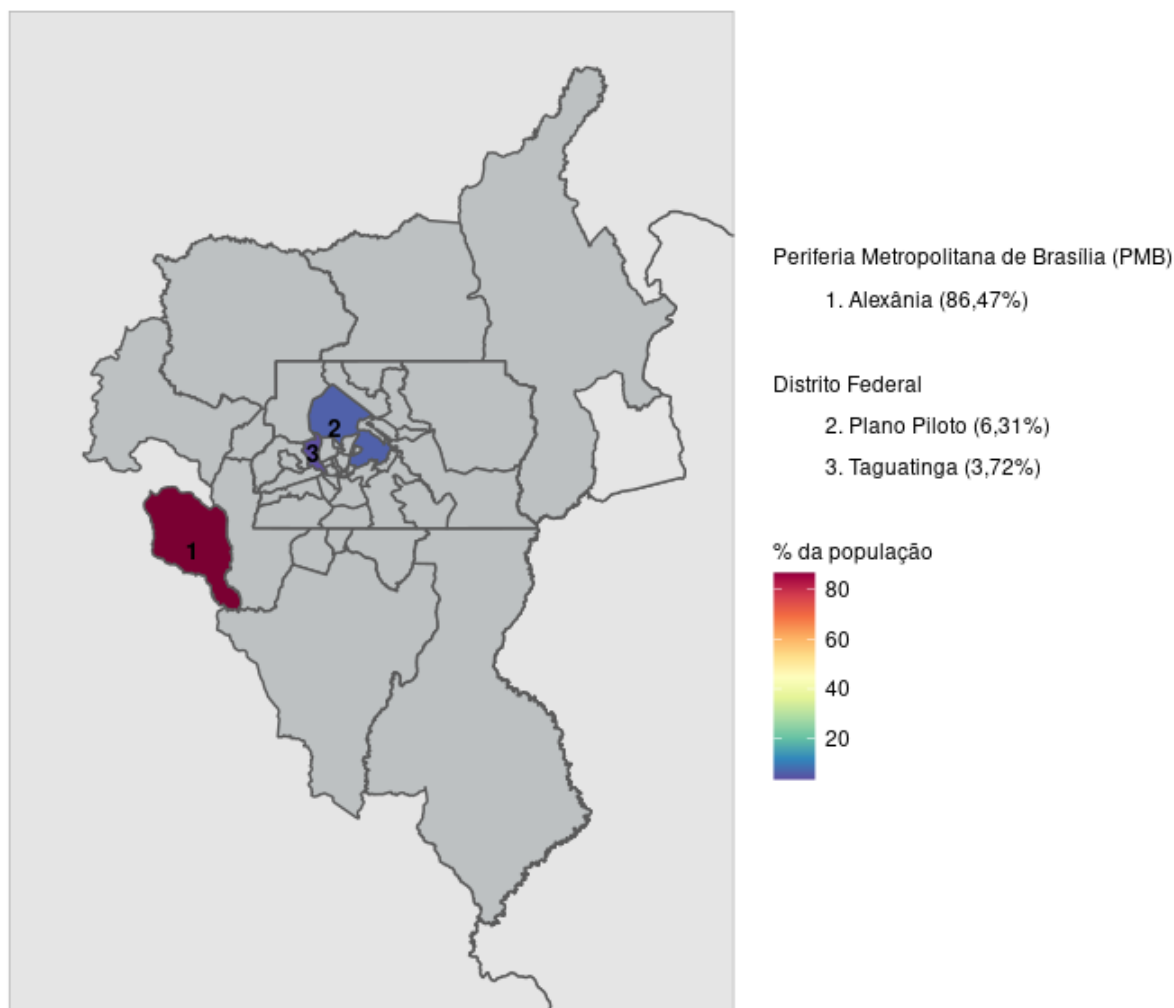 Periferia Metropolitana de Brasília (PMB)
1. Alexânia (86,47%)
Distrito Federal
2. Plano Piloto (6,31%)
3. Taguatinga (3,72%)
% da população
80
60
40
20
2
3
1